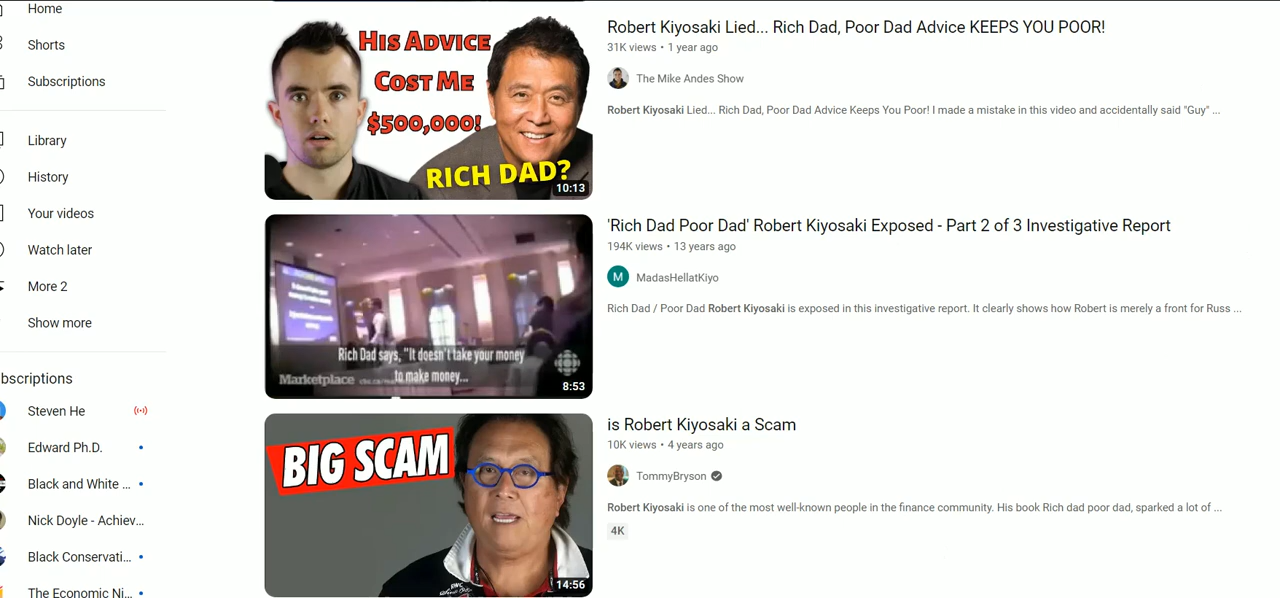 Home
Shorts
Subscriptions
Library
History
Your videos
Watch later
More 2
Show more
bscriptions
Steven He
Edward Ph.D.
Black and White ...
Nick Doyle - Achiev...
Black Conservati...
The Economic Ni...
HIS ADVICE
COST ME
$500,000!
RICH DAD?
10:13
Robert Kiyosaki Lied... Rich Dad, Poor Dad Advice KEEPS YOU POOR!
31K views • 1 year ago
The Mike Andes Show
Robert Kiyosaki Lied... Rich Dad, Poor Dad Advice Keeps You Poor! I made a mistake in this video and accidentally said "Guy" ...
Rich Dad says, "It doesn't take your money
to make money...
Marketplace
8:53
'Rich Dad Poor Dad' Robert Kiyosaki Exposed - Part 2 of 3 Investigative Report
194K views • 13 years ago
M
MadasHellatKiyo
Rich Dad / Poor Dad Robert Kiyosaki is exposed in this investigative report. It clearly shows how Robert is merely a front for Russ ...
BIG SCAM
14:56
is Robert Kiyosaki a Scam
10K views • 4 years ago
TommyBryson
Robert Kiyosaki is one of the most well-known people in the finance community. His book Rich dad poor dad, sparked a lot of ...
4K